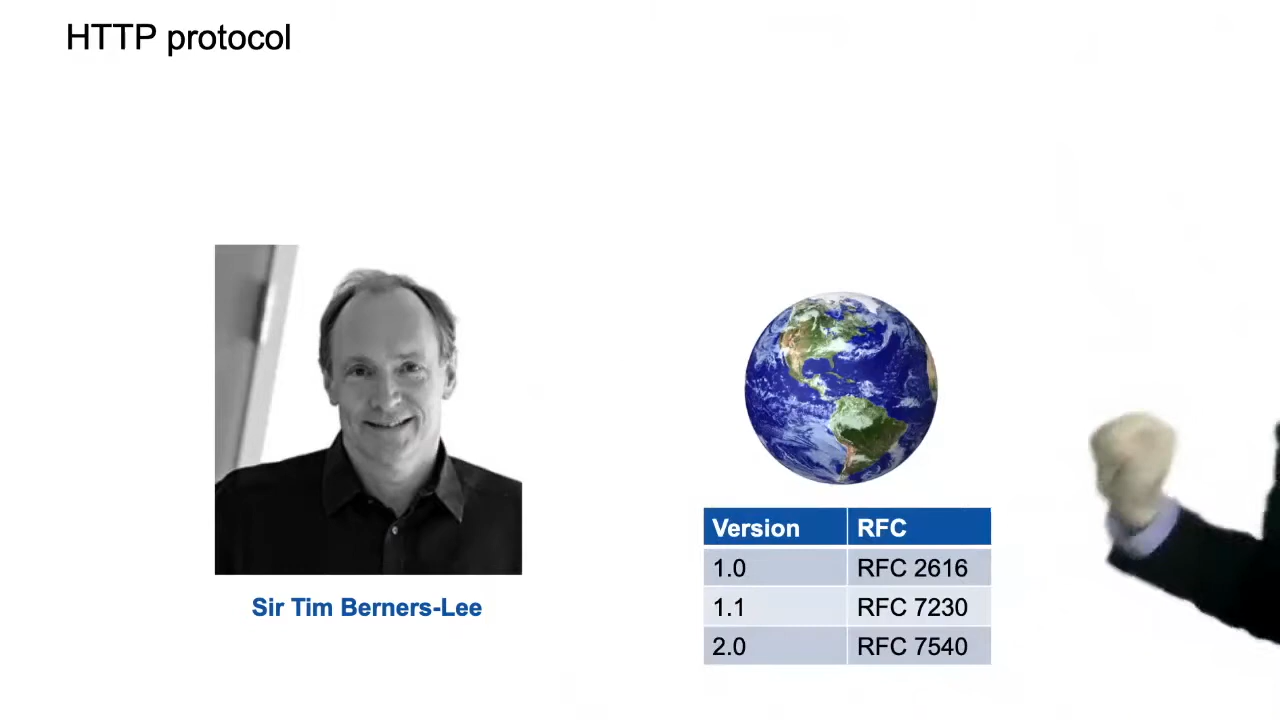 HTTP protocol
Sir Tim Berners-Lee
Version RFC
1.0 RFC 2616
1.1 RFC 7230
2.0 RFC 7540